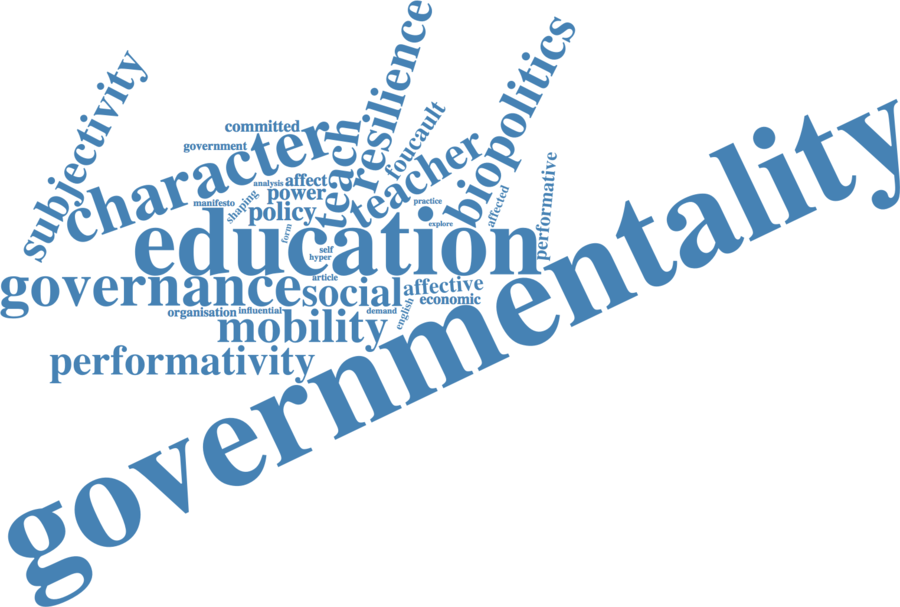 resilience
biopolitics
subjectivity
committed
character
teach
foucault
government
teacher
governmentality
analysis
affect
power
shaping
manifesto
policy
practice
affected
performative
form
education
explore
self
hyper
article
governance
social
affective
economic
organisation
influential
demand
english
mobility
performativity